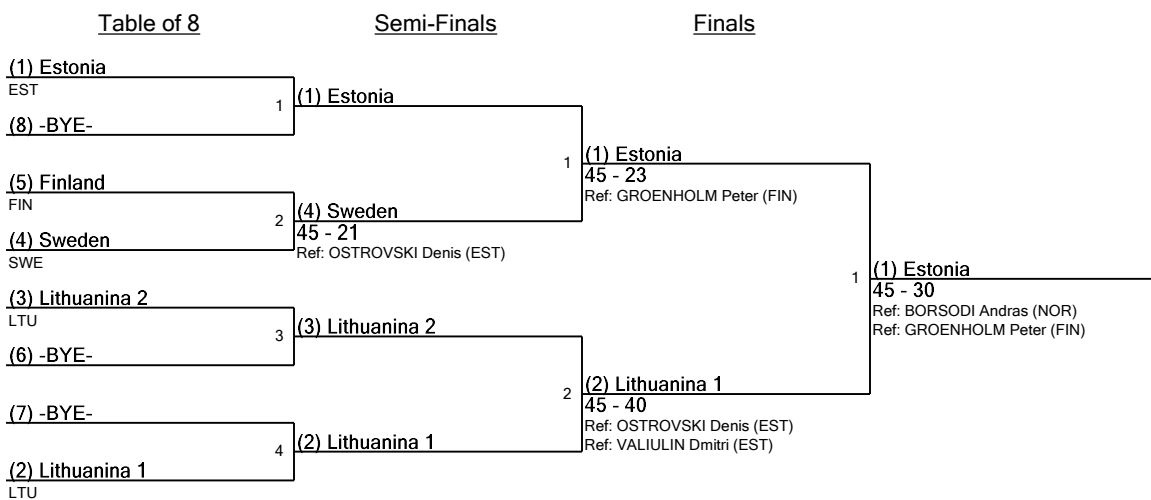 Table of 8 Semi-Finals Finals
(1) Estonia
EST
1
(1) Estonia
(8) -BYE-
1
(1) Estonia
45 - 23
Ref: GROENHOLM Peter (FIN)
(5) Finland
FIN
2
(4) Sweden
45 - 21
Ref: OSTROVSKI Denis (EST)
(4) Sweden
SWE
1
(1) Estonia
45 - 30
Ref: BORSODI Andras (NOR)
Ref: GROENHOLM Peter (FIN)
(3) Lithuanina 2
LTU
3
(3) Lithuanina 2
(6) -BYE-
2
(2) Lithuanina 1
45 - 40
Ref: OSTROVSKI Denis (EST)
Ref: VALIULIN Dmitri (EST)
(7) -BYE-
4
(2) Lithuanina 1
(2) Lithuanina 1
LTU